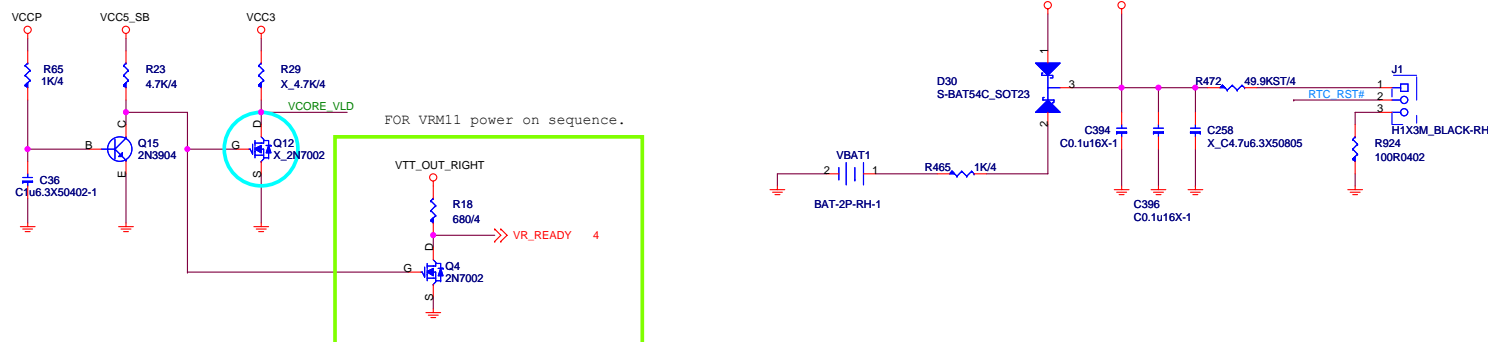 VCCP
VCC5_SB
VCC3
R65
1K/4
R23
4.7K/4
R29
X_4.7K/4
VCORE_VLD
FOR VRM11 power on sequence.
C
B
Q15
2N3904
E
D
G
Q12
X_2N7002
S
C36
C1u6.3X50402-1
VTT_OUT_RIGHT
R18
680/4
VR_READY 4
D
G
Q4
2N7002
S
1
D30
S-BAT54C_SOT23
3
2
R472
49.9KST/4
J1
1
RTC_RST#
2
3
H1X3M_BLACK-RH
C394
C0.1u16X-1
C258
X_C4.7u6.3X50805
R924
100R0402
VBAT1
2
1
R465
1K/4
BAT-2P-RH-1
C396
C0.1u16X-1